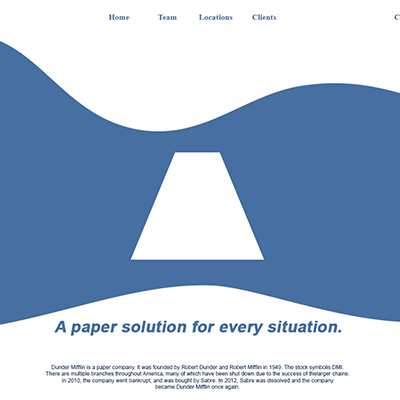 Home Team Locations Clients C
A paper solution for every situation.
Dunder Mifflin is a paper company. It was founded by Robert Dunder and Robert Mifflin in 1949. The stock symbols DMI.
There are multiple branches throughout America, many of which have been shut down due to the success of thelarger chains.
In 2010, the company went bankrupt, and was bought by Sabre. In 2012, Sabre was dissolved and the company
became Dunder Mifflin once again.